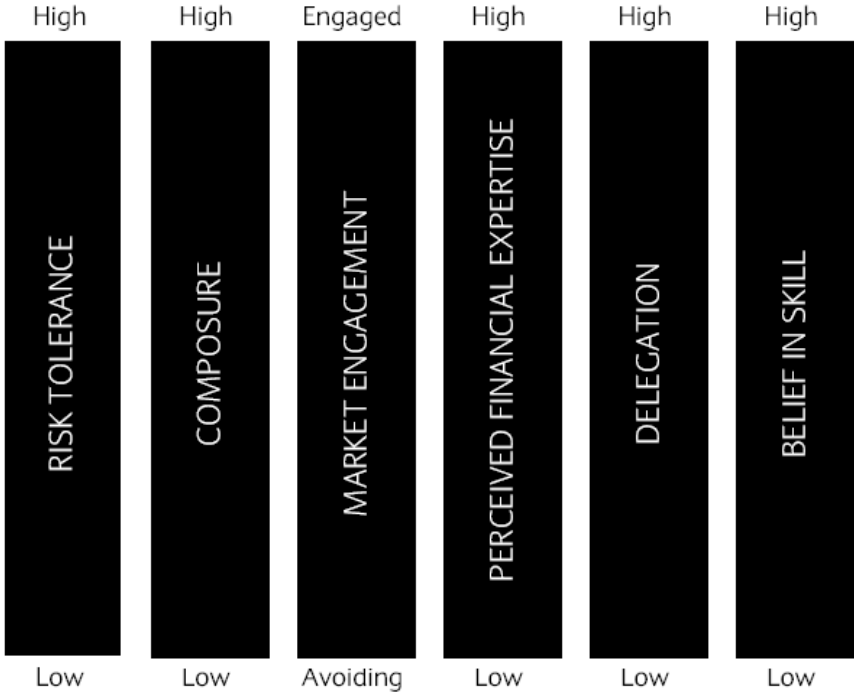 High
High
Engaged
High
High
High
RISK TOLERANCE
COMPOSURE
MARKET ENGAGEMENT
PERCEIVED FINANCIAL EXPERTISE
DELEGATION
BELIEF IN SKILL
Low
Low
Avoiding
Low
Low
Low